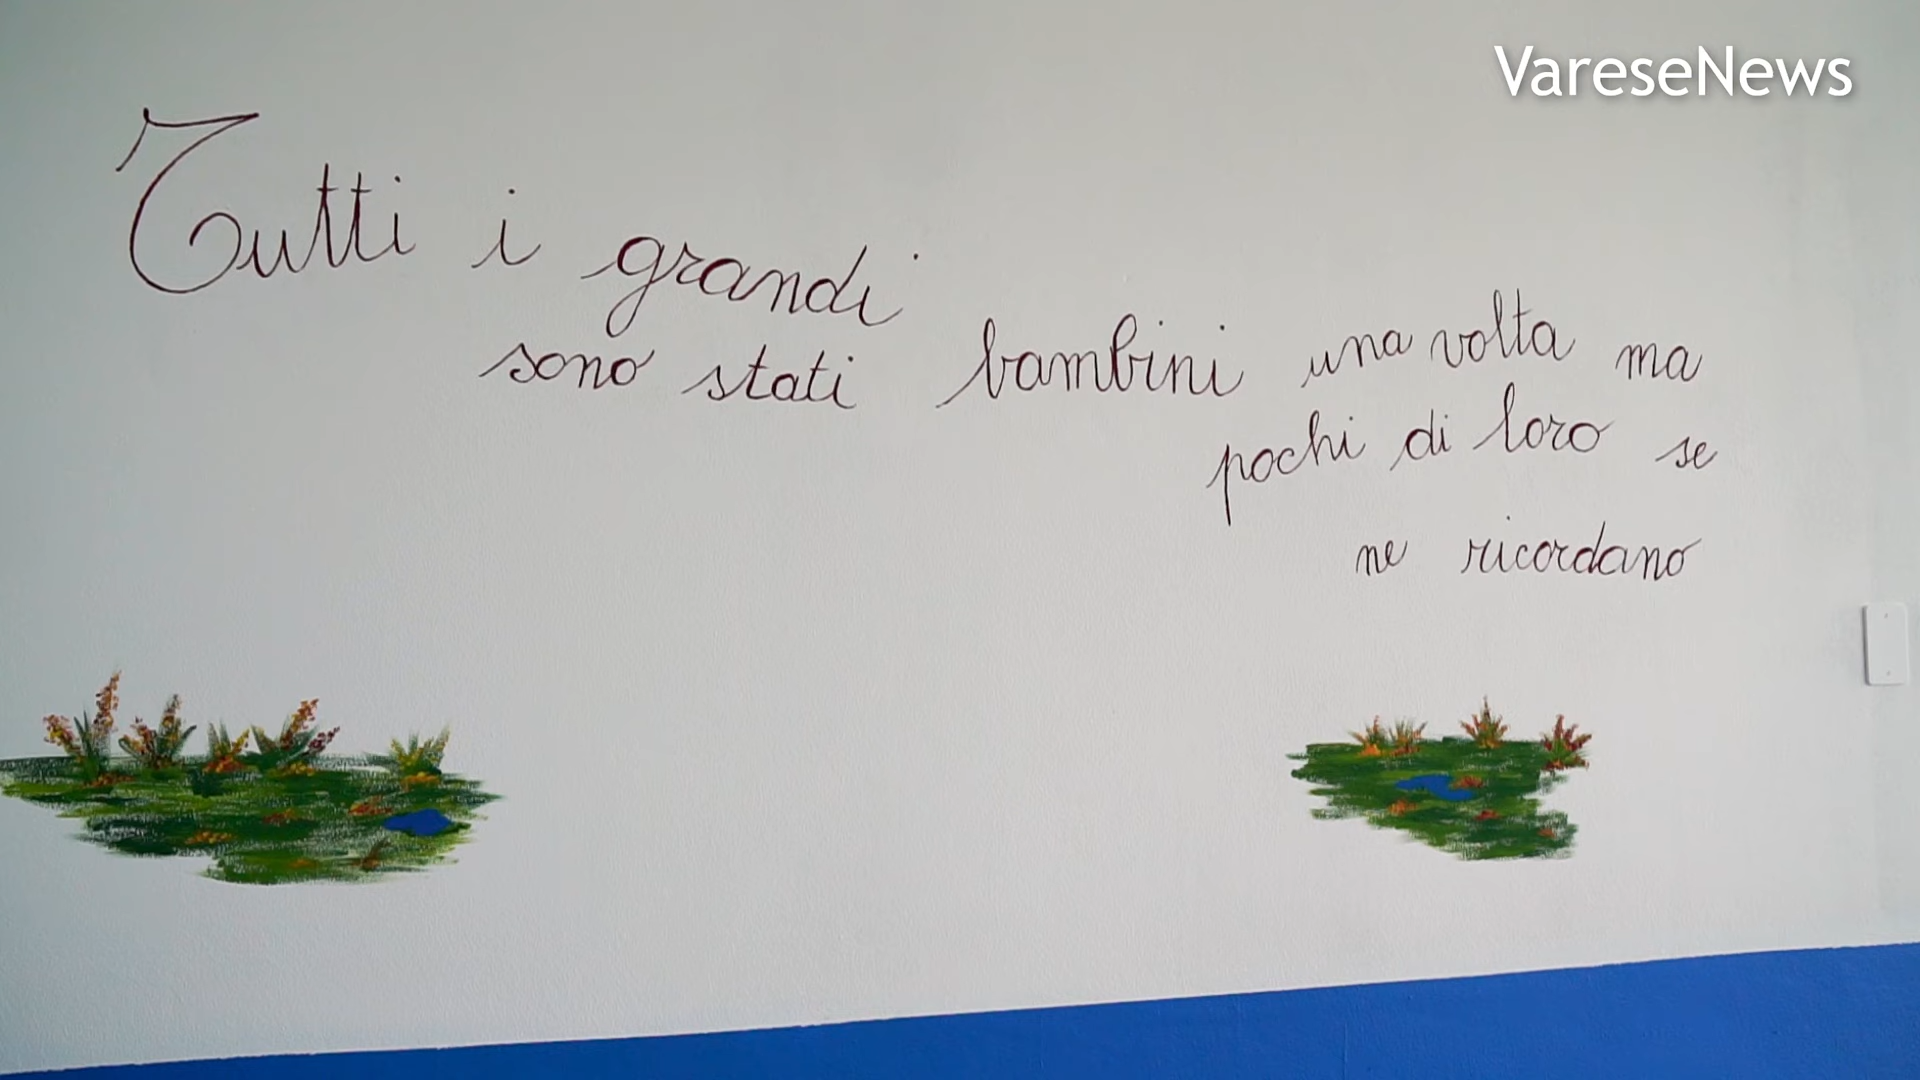 VareseNews
Tutti i grandi
sono stati bambini una volta ma
pochi di loro se
ne ricordano